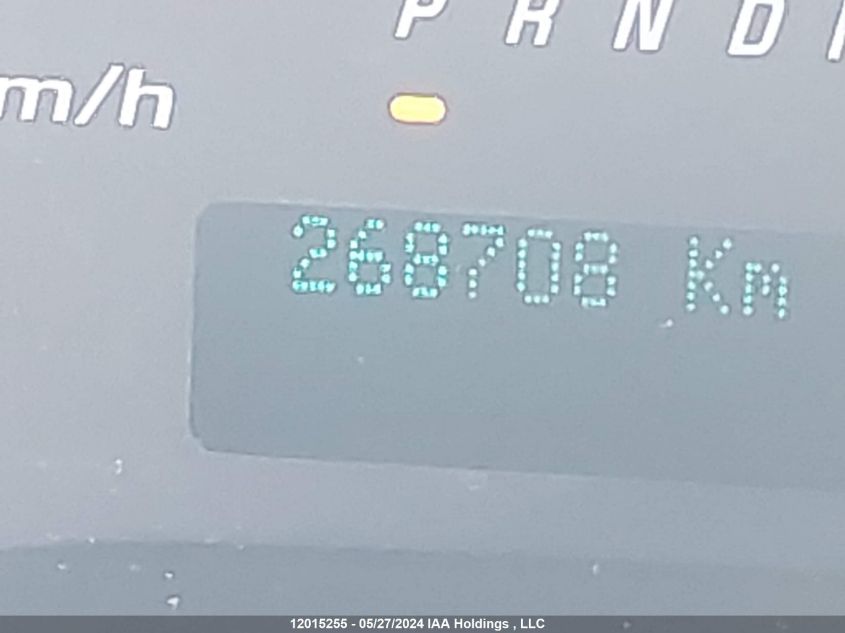 P R N D
m/h
268708 Km
12015255 - 05/27/2024 IAA Holdings , LLC